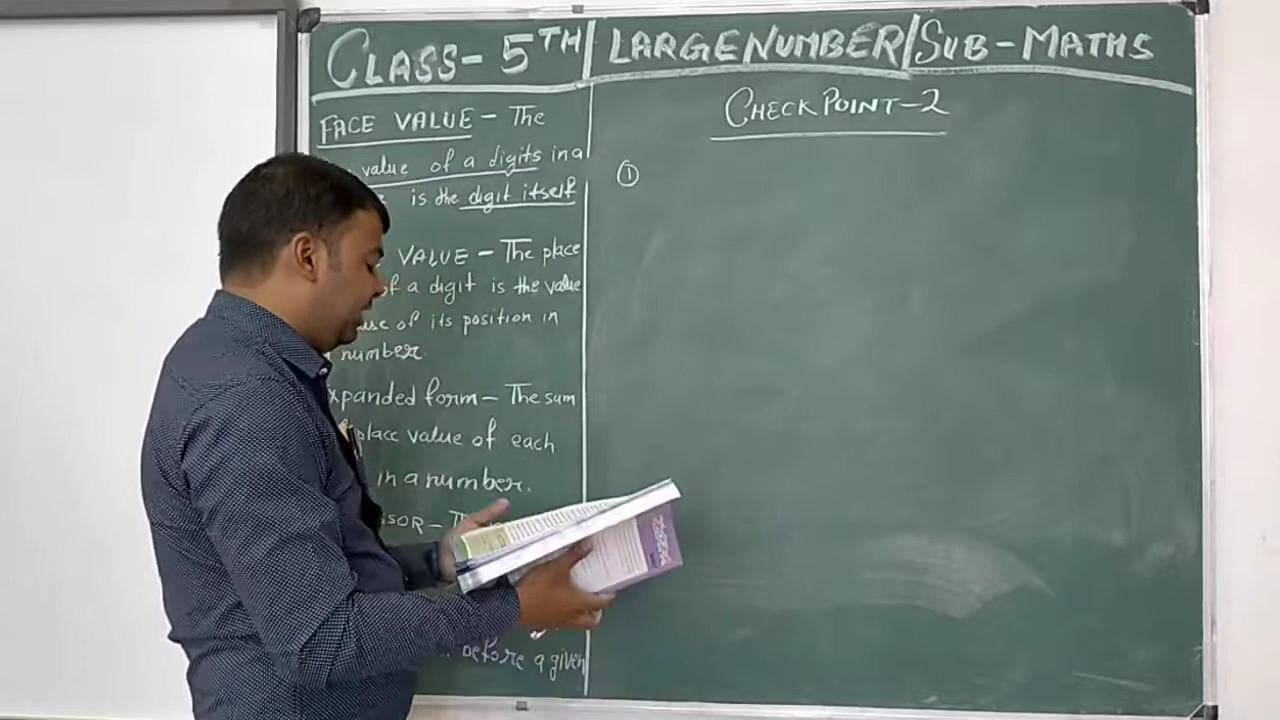 CLASS- 5TH | LARGE NUMBER | SUB - MATHS
FACE VALUE - The
value of a digits in a
is the digit itself
VALUE - The place
of a digit is the value
of its position in
number.
xpanded form - The sum
place value of each
in a number.
SOR -
before a given
CHECK POINT-2
①